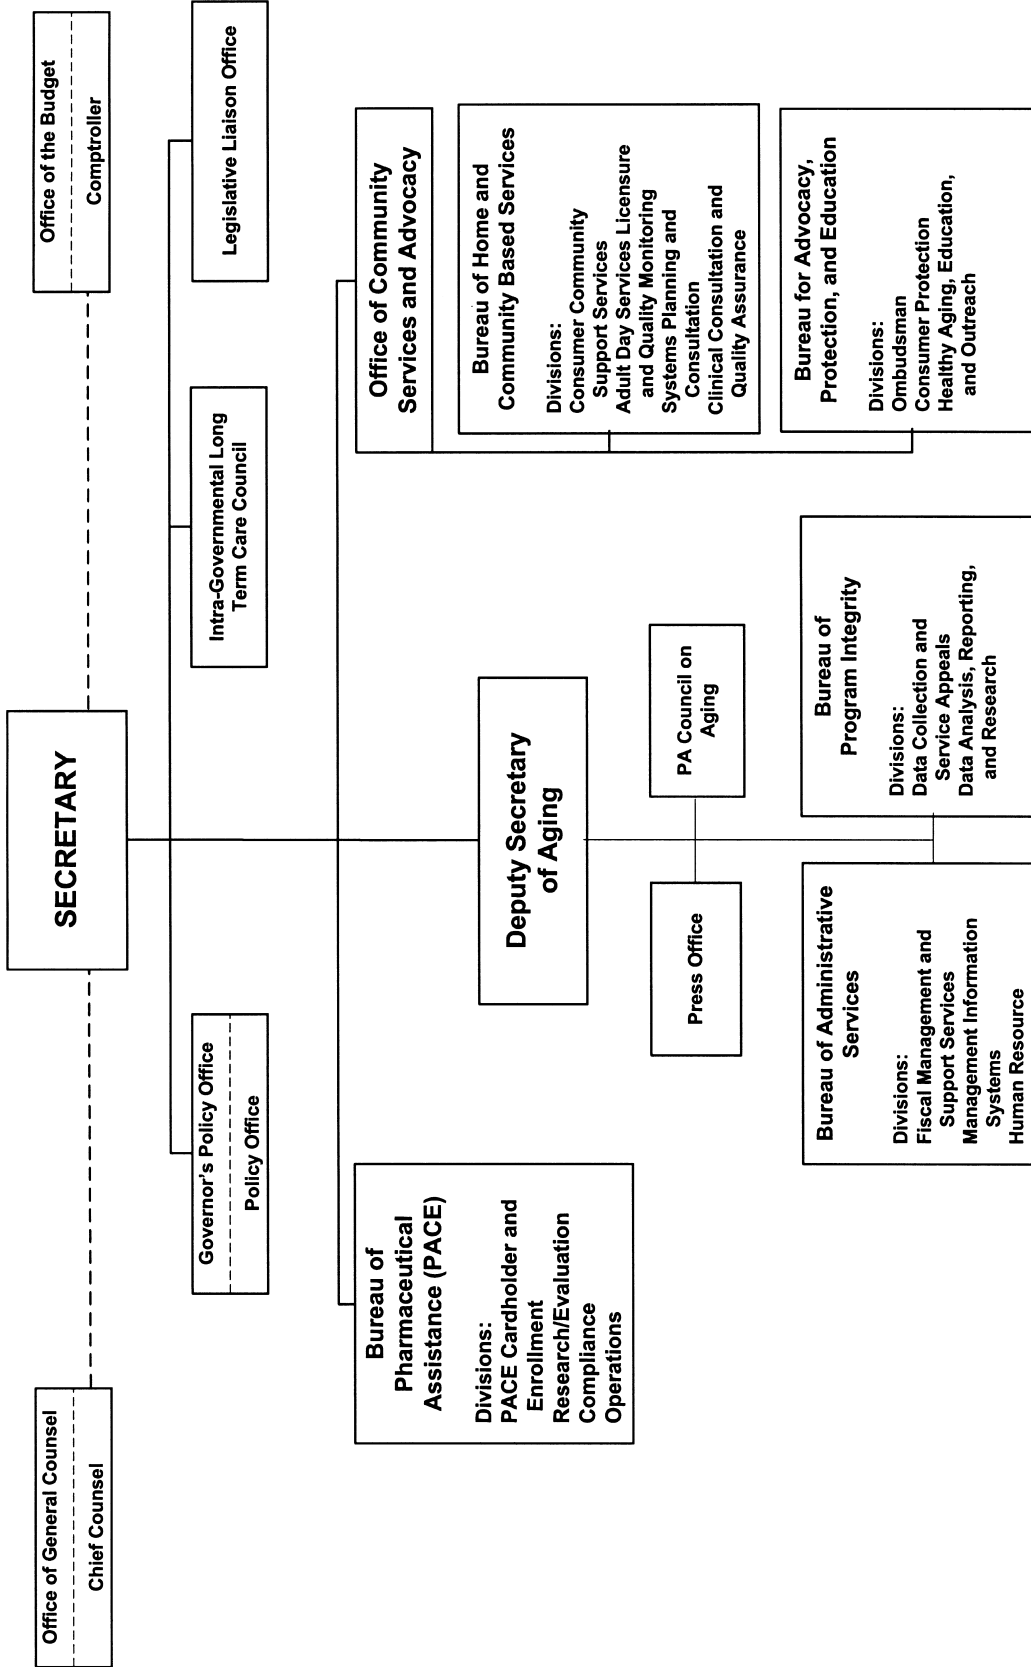 Office of General Counsel
Chief Counsel
SECRETARY
Office of the Budget
Comptroller
Governor's Policy Office
Policy Office
Intra-Governmental Long
Term Care Council
Legislative Liaison Office
Bureau of
Pharmaceutical
Assistance (PACE)
Divisions:
PACE Cardholder and
Enrollment
Research/Evaluation
Compliance
Operations
Deputy Secretary
of Aging
Office of Community
Services and Advocacy
Bureau of Home and
Community Based Services
Divisions:
Consumer Community
Support Services
Adult Day Services Licensure
and Quality Monitoring
Systems Planning and
Consultation
Clinical Consultation and
Quality Assurance
Press Office
PA Council on
Aging
Bureau of Administrative
Services
Divisions:
Fiscal Management and
Support Services
Management Information
Systems
Human Resource
Bureau of
Program Integrity
Divisions:
Data Collection and
Service Appeals
Data Analysis, Reporting,
and Research
Bureau for Advocacy,
Protection, and Education
Divisions:
Ombudsman
Consumer Protection
Healthy Aging, Education,
and Outreach